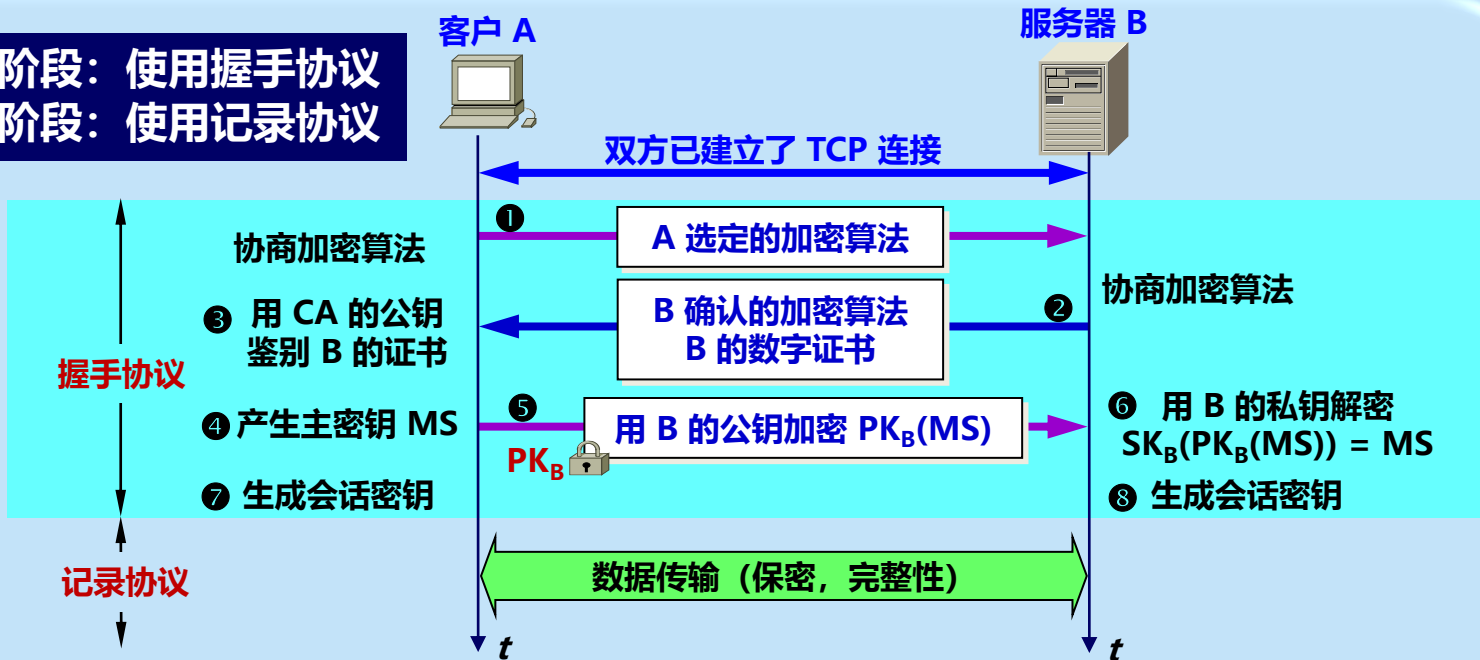 阶段：使用握手协议
阶段：使用记录协议
客户 A
服务器 B
双方已建立了 TCP 连接
❶
A 选定的加密算法
协商加密算法
协商加密算法
❷
B 确认的加密算法
B 的数字证书
❸ 用 CA 的公钥
鉴别 B 的证书
握手协议
❹ 产生主密钥 MS
❺
用 B 的公钥加密 PKB(MS)
PKB
❻ 用 B 的私钥解密
SKB(PKB(MS)) = MS
❼ 生成会话密钥
❽ 生成会话密钥
记录协议
数据传输（保密，完整性）
t
t